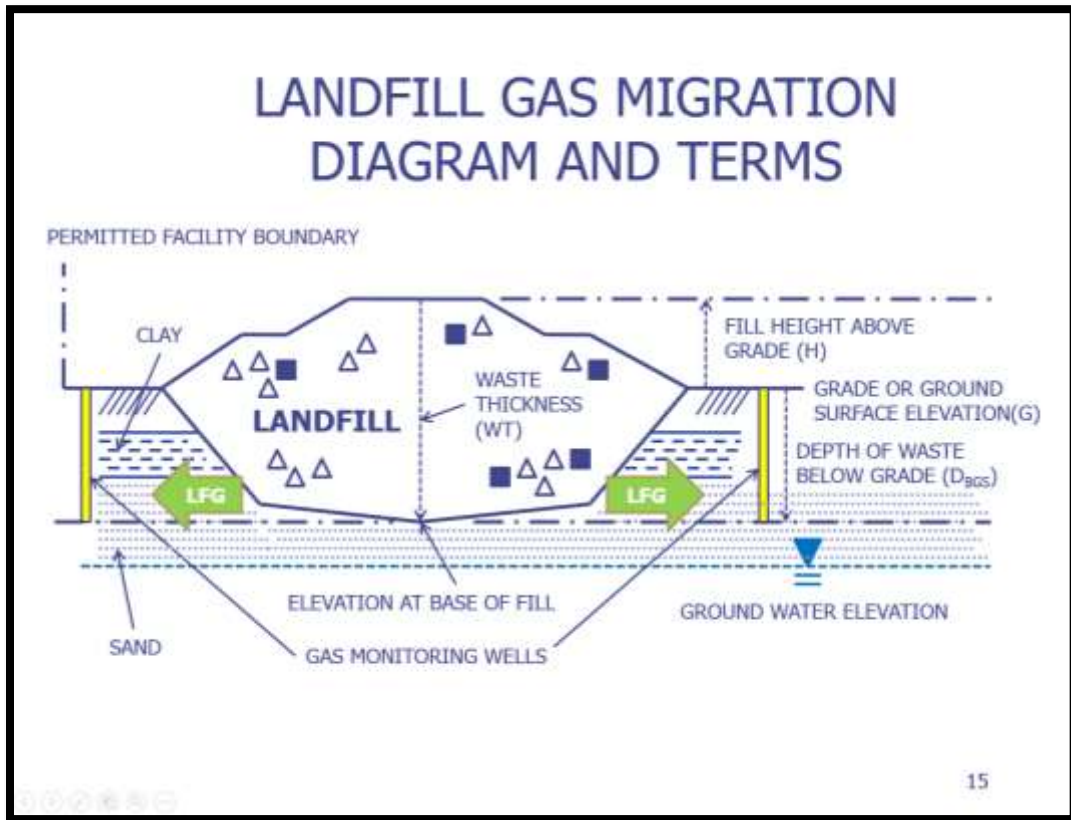 LANDFILL GAS MIGRATION
DIAGRAM AND TERMS
PERMITTED FACILITY BOUNDARY
CLAY
FILL HEIGHT ABOVE
GRADE (H)
WASTE
THICKNESS
(WT)
GRADE OR GROUND
SURFACE ELEVATION(G)
LANDFILL
DEPTH OF WASTE
BELOW GRADE (D_BGS)
LFG
LFG
ELEVATION AT BASE OF FILL
GROUND WATER ELEVATION
SAND
GAS MONITORING WELLS
15